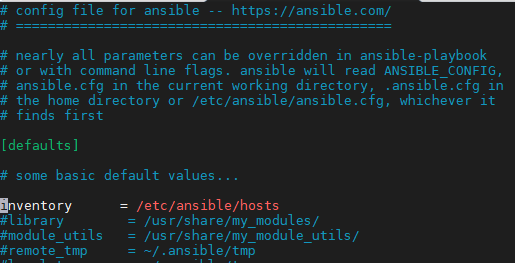 # config file for ansible -- https://ansible.com/
# ===============================================
# nearly all parameters can be overridden in ansible-playbook
# or with command line flags. ansible will read ANSIBLE_CONFIG,
# ansible.cfg in the current working directory, .ansible.cfg in
# the home directory or /etc/ansible/ansible.cfg, whichever it
# finds first
[defaults]
# some basic default values...
inventory      = /etc/ansible/hosts
#library        = /usr/share/my_modules/
#module_utils   = /usr/share/my_module_utils/
#remote_tmp     = ~/.ansible/tmp